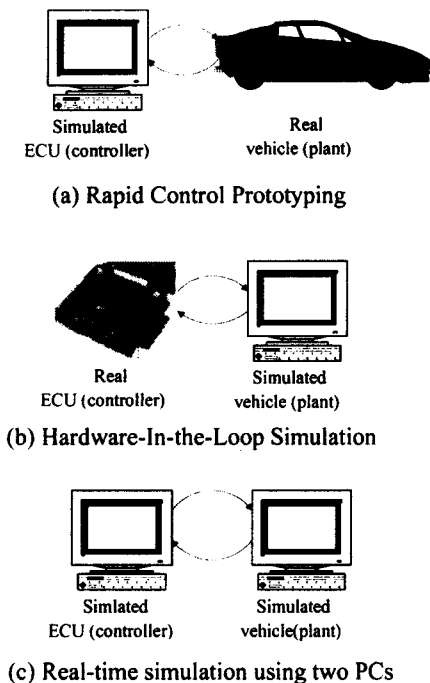 Simulated
ECU (controller)
Real
vehicle (plant)
(a) Rapid Control Prototyping
Real
ECU (controller)
Simulated
vehicle (plant)
(b) Hardware-In-the-Loop Simulation
Simlated
ECU (controller)
Simulated
vehicle(plant)
(c) Real-time simulation using two PCs